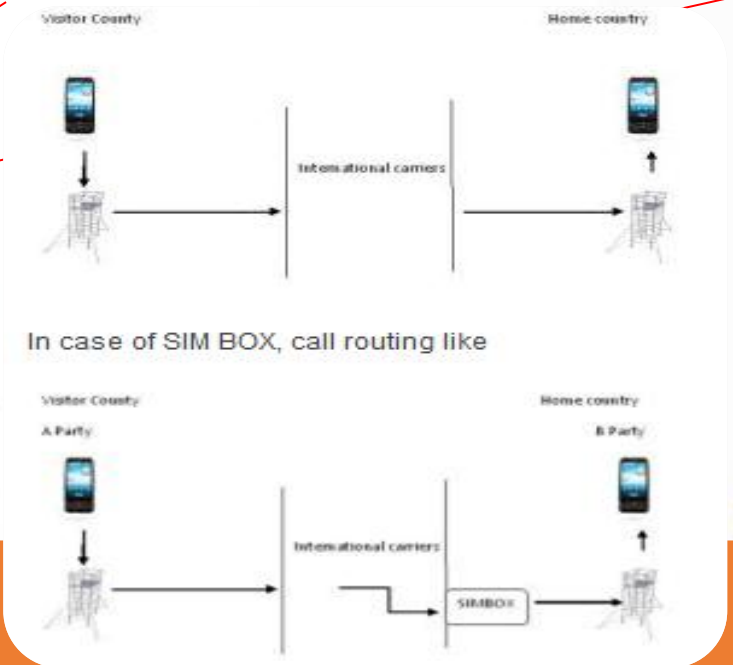 Visitor County
Home country
International carriers
In case of SIM BOX, call routing like
Visitor County
Home country
A Party
B Party
International carriers
SIMBOX